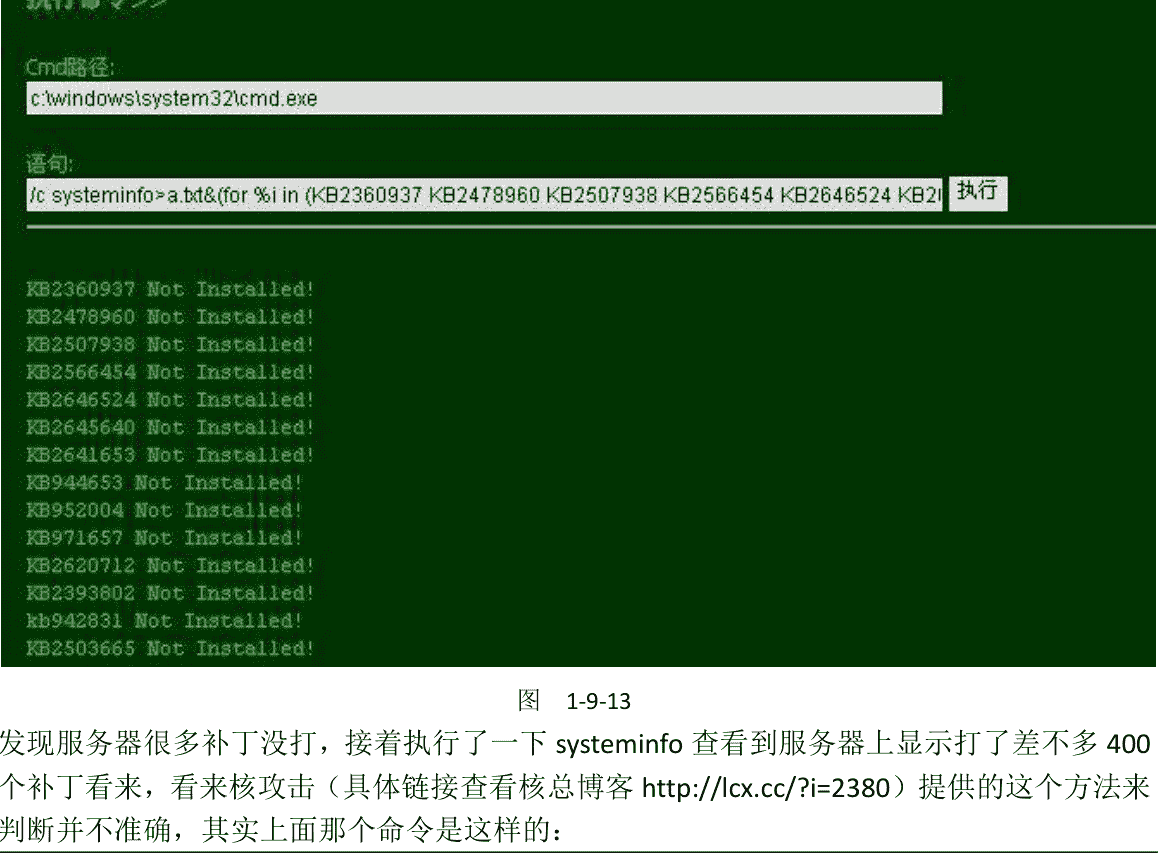 执行命令>>
Cmd路径:
c:\windows\system32\cmd.exe
语句:
/c systeminfo>a.txt&(for %i in (KB2360937 KB2478960 KB2507938 KB2566454 KB2646524 KB2
执行
KB2360937 Not Installed!
KB2478960 Not Installed!
KB2507938 Not Installed!
KB2566454 Not Installed!
KB2646524 Not Installed!
KB2645640 Not Installed!
KB2641653 Not Installed!
KB944653 Not Installed!
KB952004 Not Installed!
KB971657 Not Installed!
KB2620712 Not Installed!
KB2393802 Not Installed!
kb942831 Not Installed!
KB2503665 Not Installed!
图 1-9-13
发现服务器很多补丁没打，接着执行了一下 systeminfo 查看到服务器上显示打了差不多 400
个补丁看来，看来核攻击（具体链接查看核总博客 http://lcx.cc/?i=2380）提供的这个方法来
判断并不准确，其实上面那个命令是这样的：